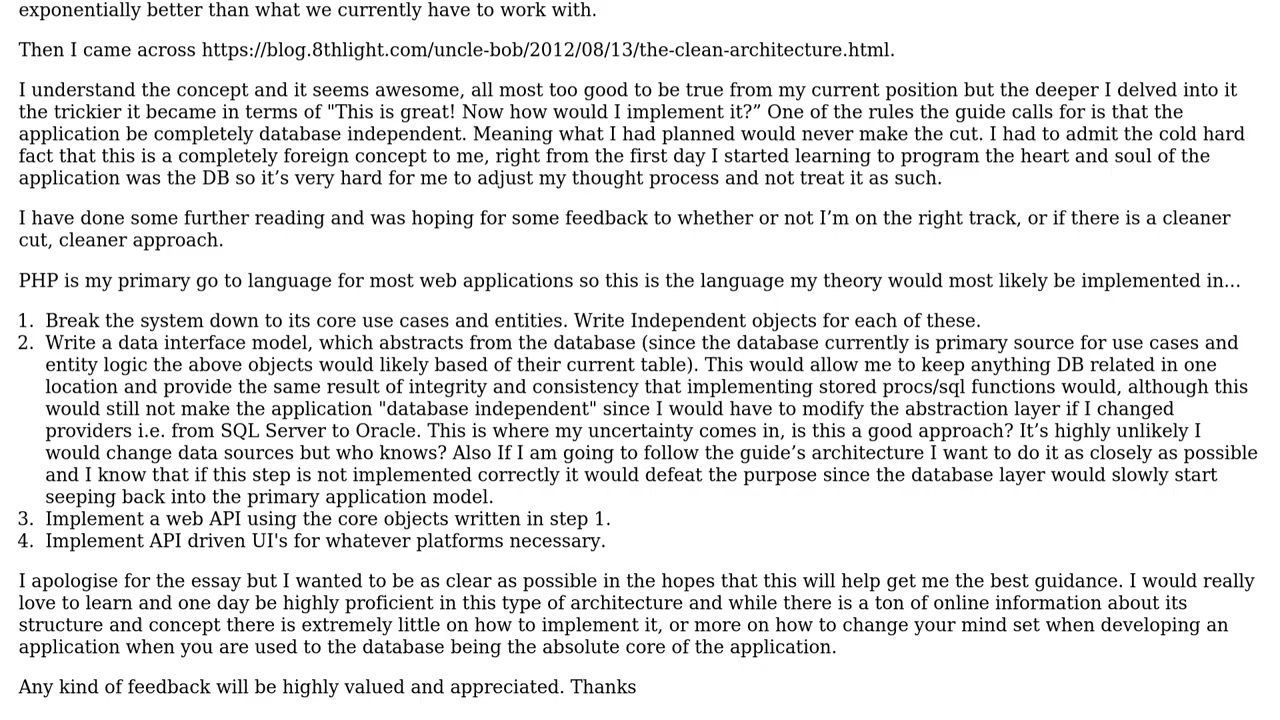 exponentially better than what we currently have to work with.
Then I came across https://blog.8thlight.com/uncle-bob/2012/08/13/the-clean-architecture.html.
I understand the concept and it seems awesome, all most too good to be true from my current position but the deeper I delved into it
the trickier it became in terms of "This is great! Now how would I implement it?” One of the rules the guide calls for is that the
application be completely database independent. Meaning what I had planned would never make the cut. I had to admit the cold hard
fact that this is a completely foreign concept to me, right from the first day I started learning to program the heart and soul of the
application was the DB so it’s very hard for me to adjust my thought process and not treat it as such.
I have done some further reading and was hoping for some feedback to whether or not I’m on the right track, or if there is a cleaner
cut, cleaner approach.
PHP is my primary go to language for most web applications so this is the language my theory would most likely be implemented in...
1. Break the system down to its core use cases and entities. Write Independent objects for each of these.
2. Write a data interface model, which abstracts from the database (since the database currently is primary source for use cases and
entity logic the above objects would likely based of their current table). This would allow me to keep anything DB related in one
location and provide the same result of integrity and consistency that implementing stored procs/sql functions would, although this
would still not make the application "database independent" since I would have to modify the abstraction layer if I changed
providers i.e. from SQL Server to Oracle. This is where my uncertainty comes in, is this a good approach? It’s highly unlikely I
would change data sources but who knows? Also If I am going to follow the guide’s architecture I want to do it as closely as possible
and I know that if this step is not implemented correctly it would defeat the purpose since the database layer would slowly start
seeping back into the primary application model.
3. Implement a web API using the core objects written in step 1.
4. Implement API driven UI's for whatever platforms necessary.
I apologise for the essay but I wanted to be as clear as possible in the hopes that this will help get me the best guidance. I would really
love to learn and one day be highly proficient in this type of architecture and while there is a ton of online information about its
structure and concept there is extremely little on how to implement it, or more on how to change your mind set when developing an
application when you are used to the database being the absolute core of the application.
Any kind of feedback will be highly valued and appreciated. Thanks